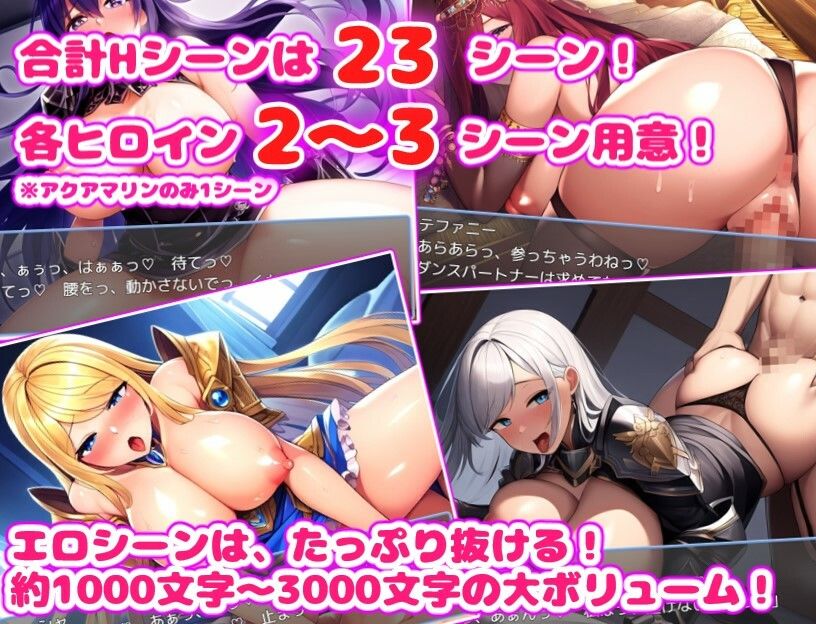 合計Hシーンは 23 シーン！
各ヒロイン 2～3 シーン用意！
※アクアマリンのみ1シーン
、ぁぅっ、はぁぁっ♡ 待てっ♡
てっ♡ 腰をっ、動かさないでっ
テファニー
あらあらっ、参っちゃうわねっ♡
ダンスパートナーは求めて
エロシーンは、たっぷり抜ける！
約1000文字～3000文字の大ボリューム！